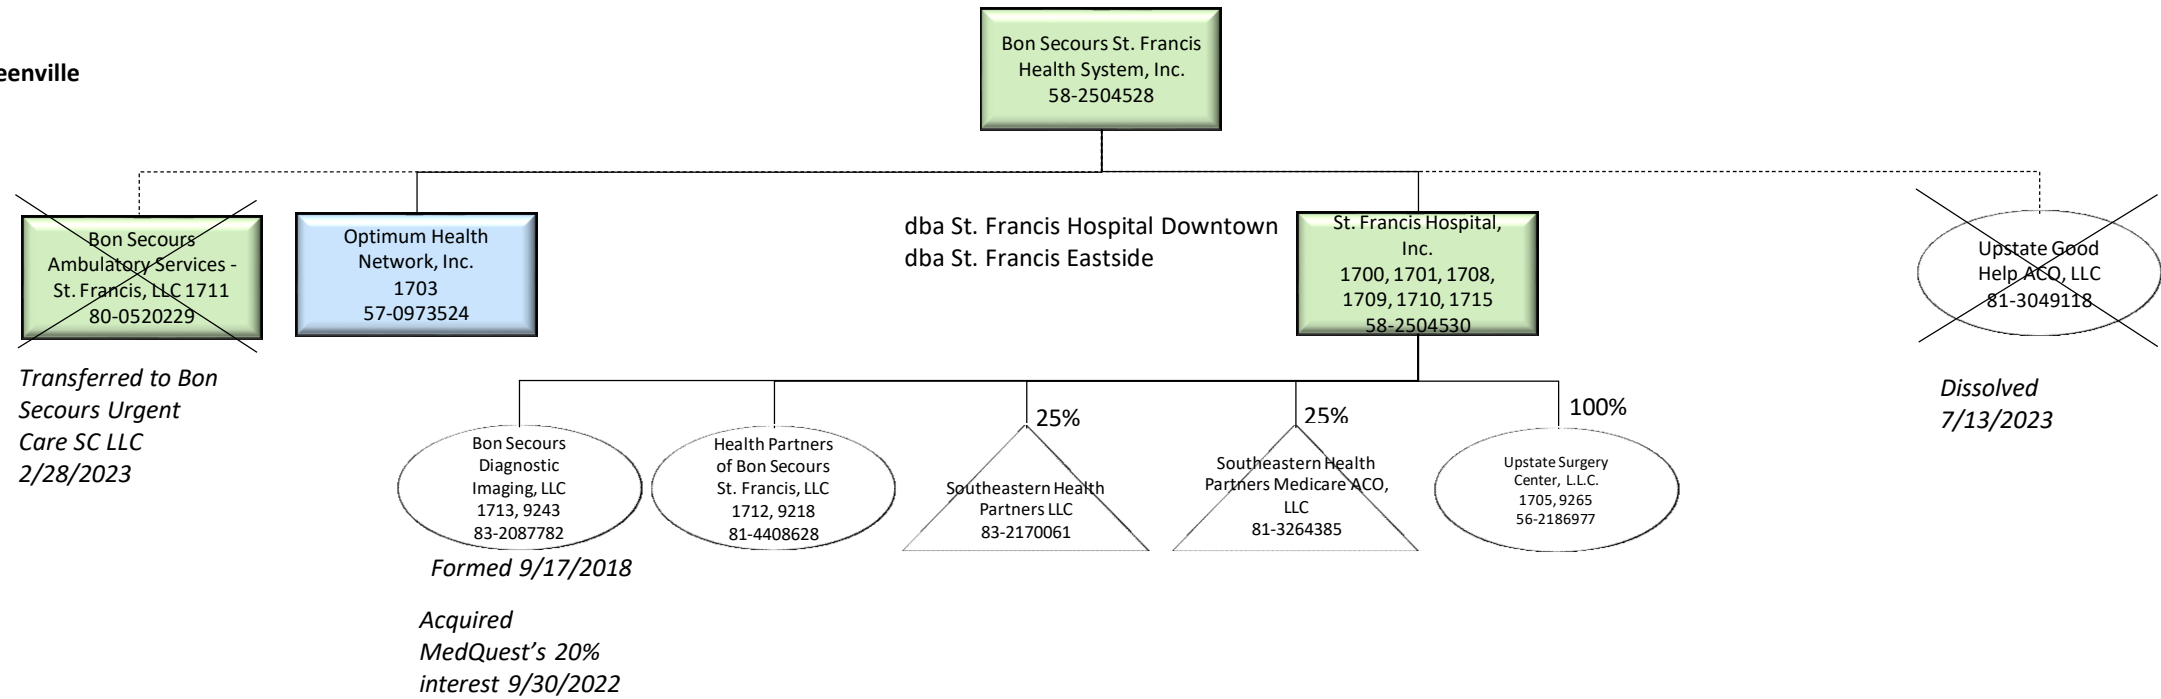 Bon Secours St. Francis
Health System, Inc.
58-2504528
eenville
Bon Secours
Ambulatory Services -
St. Francis, LLC 1711
80-0520229
Optimum Health
Network, Inc.
1703
57-0973524
dba St. Francis Hospital Downtown
dba St. Francis Eastside
St. Francis Hospital,
Inc.
1700, 1701, 1708,
1709, 1710, 1715
58-2504530
Upstate Good
Help ACO, LLC
81-3049118
Transferred to Bon
Secours Urgent
Care SC LLC
2/28/2023
Dissolved
7/13/2023
25%
25%
100%
Bon Secours
Diagnostic
Imaging, LLC
1713, 9243
83-2087782
Health Partners
of Bon Secours
St. Francis, LLC
1712, 9218
81-4408628
Southeastern Health
Partners LLC
83-2170061
Southeastern Health
Partners Medicare ACO,
LLC
81-3264385
Upstate Surgery
Center, L.L.C.
1705, 9265
56-2186977
Formed 9/17/2018
Acquired
MedQuest’s 20%
interest 9/30/2022